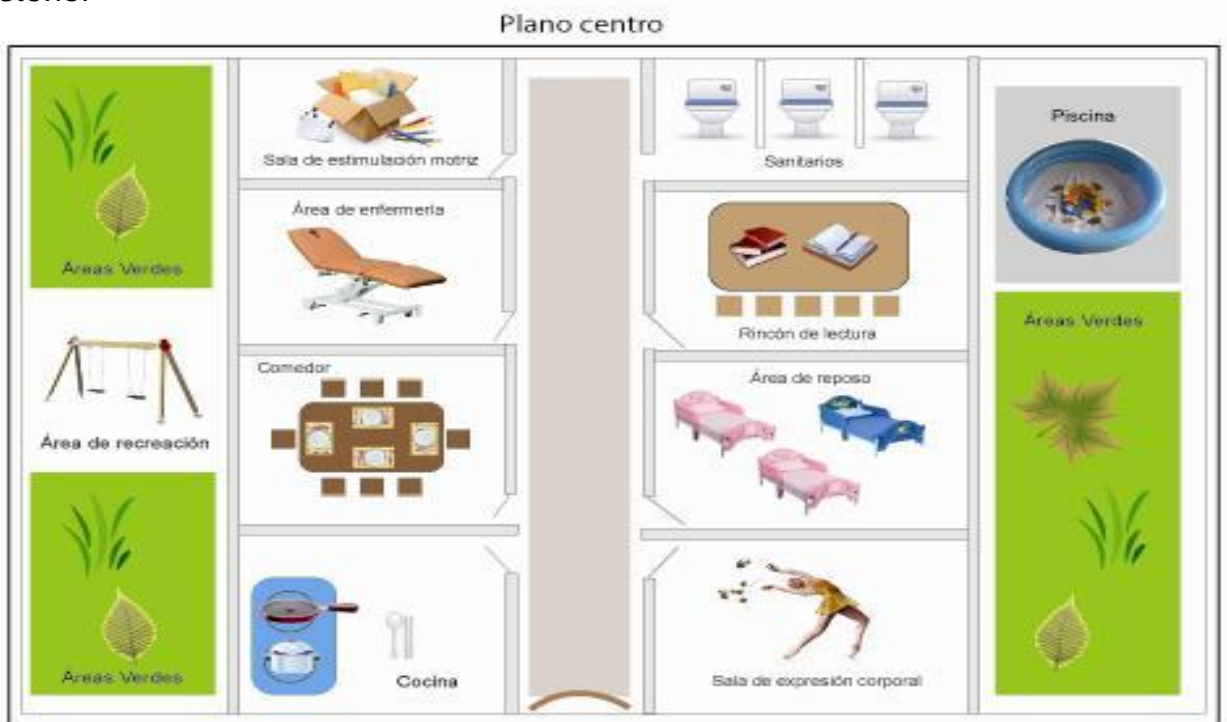 Plano centro
Áreas Verdes
Área de recreación
Áreas Verdes
Sala de estimulación motriz
Área de enfermería
Comedor
Cocina
Sanitarios
Rincón de lectura
Área de reposo
Sala de expresión corporal
Piscina
Áreas Verdes